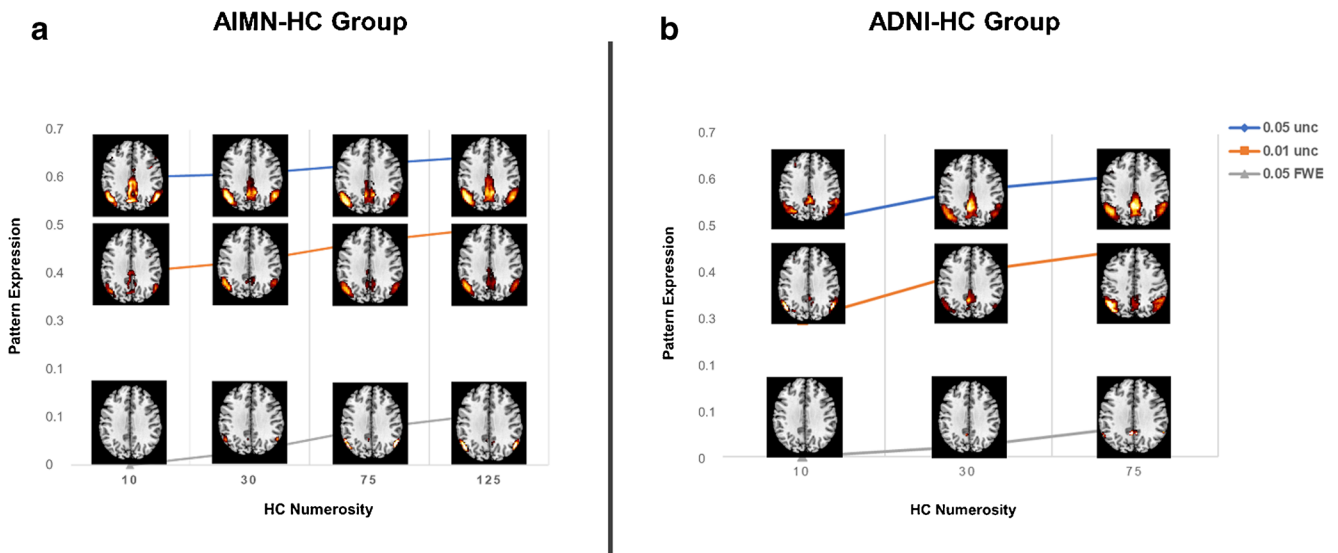 a
AIMN-HC Group
Pattern Expression
0.7
0.6
0.5
0.4
0.3
0.1
0.1
0
10 30 75 125
HC Numerosity
b
ADNI-HC Group
Pattern Expression
0.7
0.6
0.5
0.4
0.3
0.1
0.1
0
10 30 75
HC Numerosity
0.05 unc
0.01 unc
0.05 FWE